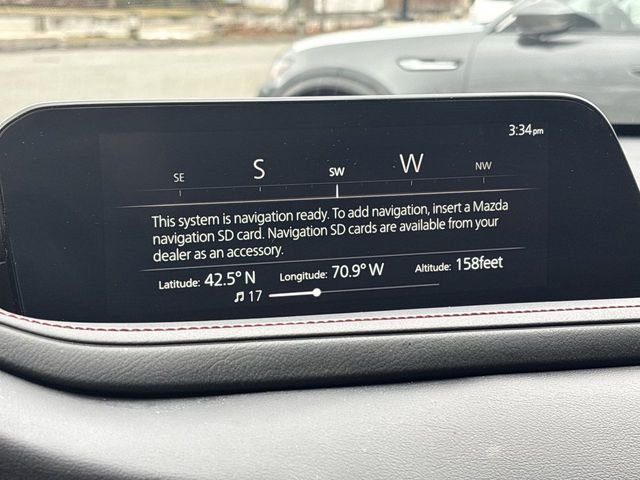 3:34pm
SE S SW W NW
This system is navigation ready. To add navigation, insert a Mazda
navigation SD card. Navigation SD cards are available from your
dealer as an accessory.
Latitude: 42.5° N Longitude: 70.9° W Altitude: 158feet
♫ 17